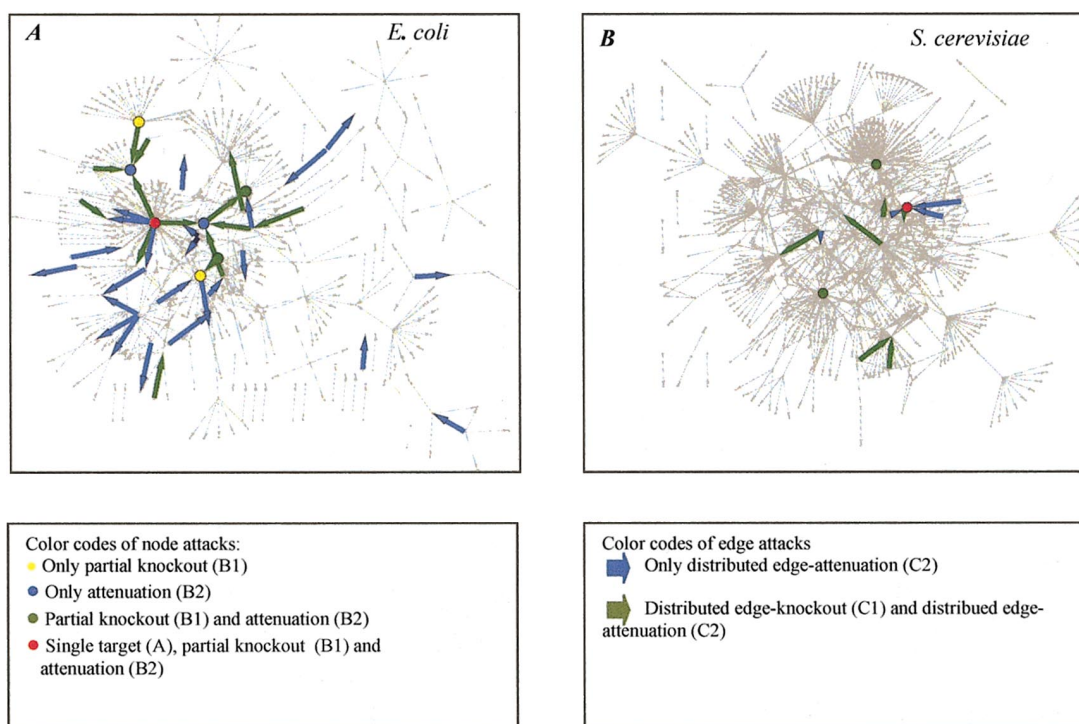 A
E. coli
B
S. cerevisiae
Color codes of node attacks:
Only partial knockout (B1)
Only attenuation (B2)
Partial knockout (B1) and attenuation (B2)
Single target (A), partial knockout (B1) and
attenuation (B2)
Color codes of edge attacks
Only distributed edge-attenuation (C2)
Distributed edge-knockout (C1) and distribued edge-
attenuation (C2)